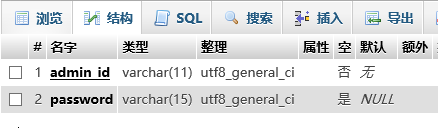 浏览 结构 SQL 搜索 插入 导出
# 名字 类型 整理 属性 空 默认 额外
1 admin_id varchar(11) utf8_general_ci 否 无
2 password varchar(15) utf8_general_ci 是 NULL